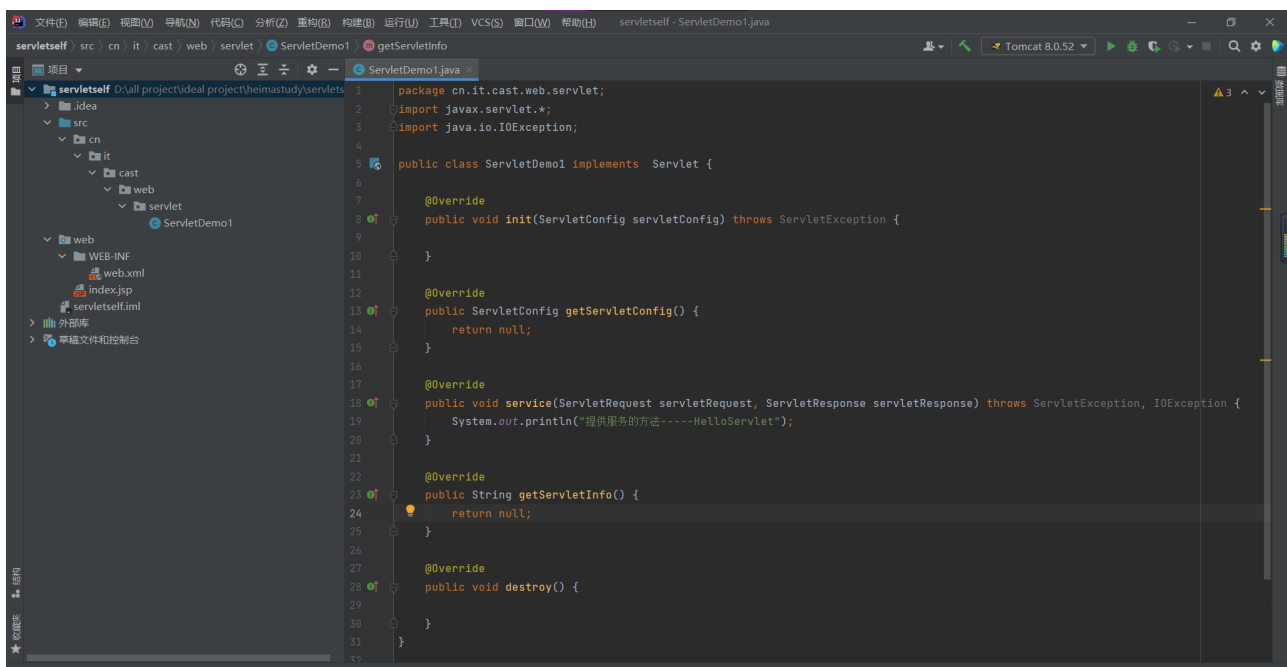 文件(F) 编辑(E) 视图(V) 导航(N) 代码(C) 分析(Z) 重构(R) 构建(B) 运行(U) 工具(T) VCS(S) 窗口(W) 帮助(H) servletself - ServletDemo1.java
servletself 〉 src 〉 cn 〉 it 〉 cast 〉 web 〉 servlet 〉 ServletDemo1 〉 getServletInfo
Tomcat 8.0.52
项目
项目
ServletDemo1.java
数据库
3
servletself D:\all project\ideal project\heimastudy\servlets
.idea
src
cn
it
cast
web
servlet
ServletDemo1
web
WEB-INF
web.xml
index.jsp
servletself.iml
外部库
草稿文件和控制台
结构
收藏夹
1 package cn.it.cast.web.servlet;
2 import javax.servlet.*;
3 import java.io.IOException;
4
5 public class ServletDemo1 implements  Servlet {
6
7 @Override
8 public void init(ServletConfig servletConfig) throws ServletException {
9
10 }
11
12 @Override
13 public ServletConfig getServletConfig() {
14 return null;
15 }
16
17 @Override
18 public void service(ServletRequest servletRequest, ServletResponse servletResponse) throws ServletException, IOException {
19 System.out.println("提供服务的方法-----HelloServlet");
20 }
21
22 @Override
23 public String getServletInfo() {
24 return null;
25 }
26
27 @Override
28 public void destroy() {
29
30 }
31 }
32